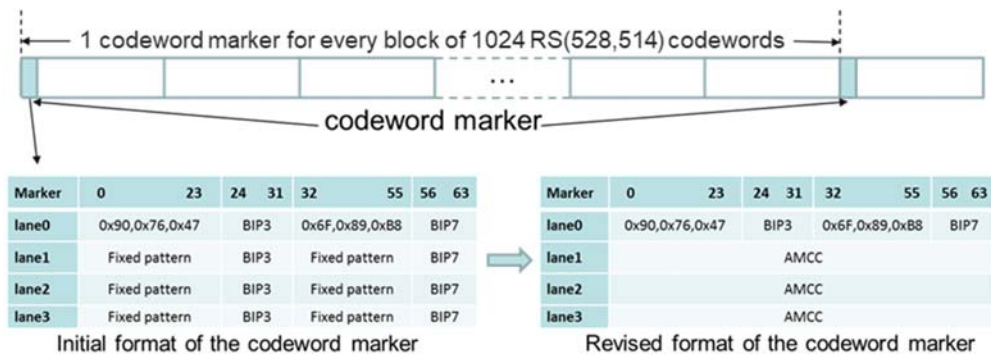 1 codeword marker for every block of 1024 RS(528,514) codewords
...
codeword marker
Marker 0 23 24 31 32 55 56 63
lane0 0x90,0x76,0x47 BIP3 0x6F,0x89,0xB8 BIP7
lane1 Fixed pattern BIP3 Fixed pattern BIP7
lane2 Fixed pattern BIP3 Fixed pattern BIP7
lane3 Fixed pattern BIP3 Fixed pattern BIP7
Initial format of the codeword marker
Marker 0 23 24 31 32 55 56 63
lane0 0x90,0x76,0x47 BIP3 0x6F,0x89,0xB8 BIP7
lane1 AMCC
lane2 AMCC
lane3 AMCC
Revised format of the codeword marker